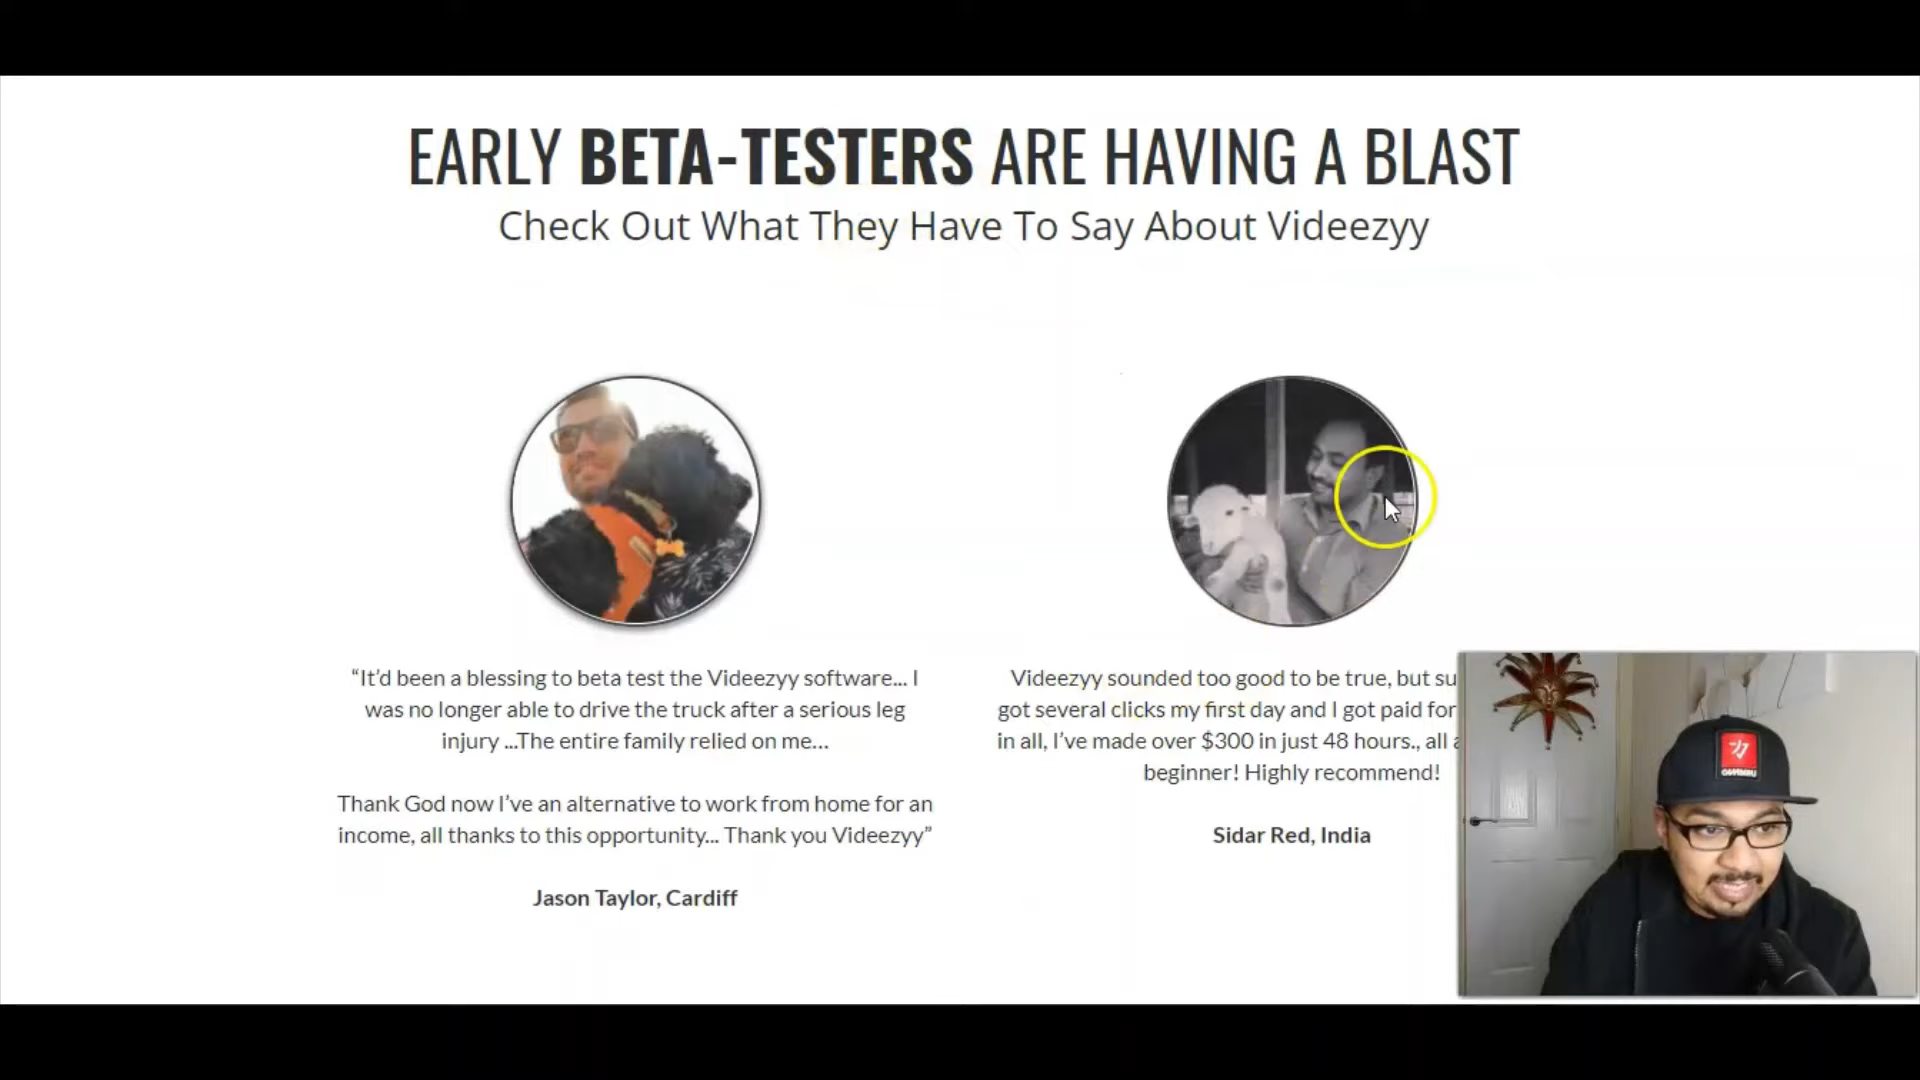 EARLY BETA-TESTERS ARE HAVING A BLAST
Check Out What They Have To Say About Videezyy
“It’d been a blessing to beta test the Videezyy software... I
was no longer able to drive the truck after a serious leg
injury ...The entire family relied on me...
Thank God now I’ve an alternative to work from home for an
income, all thanks to this opportunity... Thank you Videezyy”
Jason Taylor, Cardiff
Videezyy sounded too good to be true, but su
got several clicks my first day and I got paid for
in all, I’ve made over $300 in just 48 hours., all
beginner! Highly recommend!
Sidar Red, India